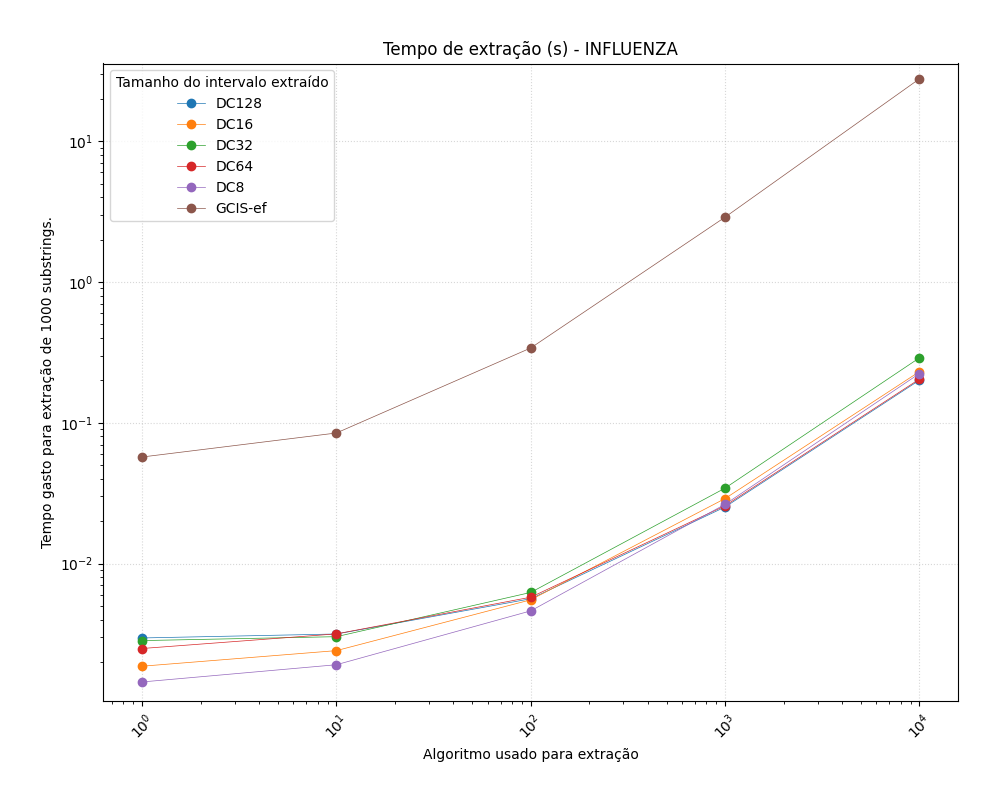 Tempo de extração (s) - INFLUENZA
Tamanho do intervalo extraído
DC128
DC16
DC32
DC64
DC8
GCIS-ef
Tempo gasto para extração de 1000 substrings.
10¹
10⁰
10⁻¹
10⁻²
10⁰
10¹
10²
10³
10⁴
Algoritmo usado para extração